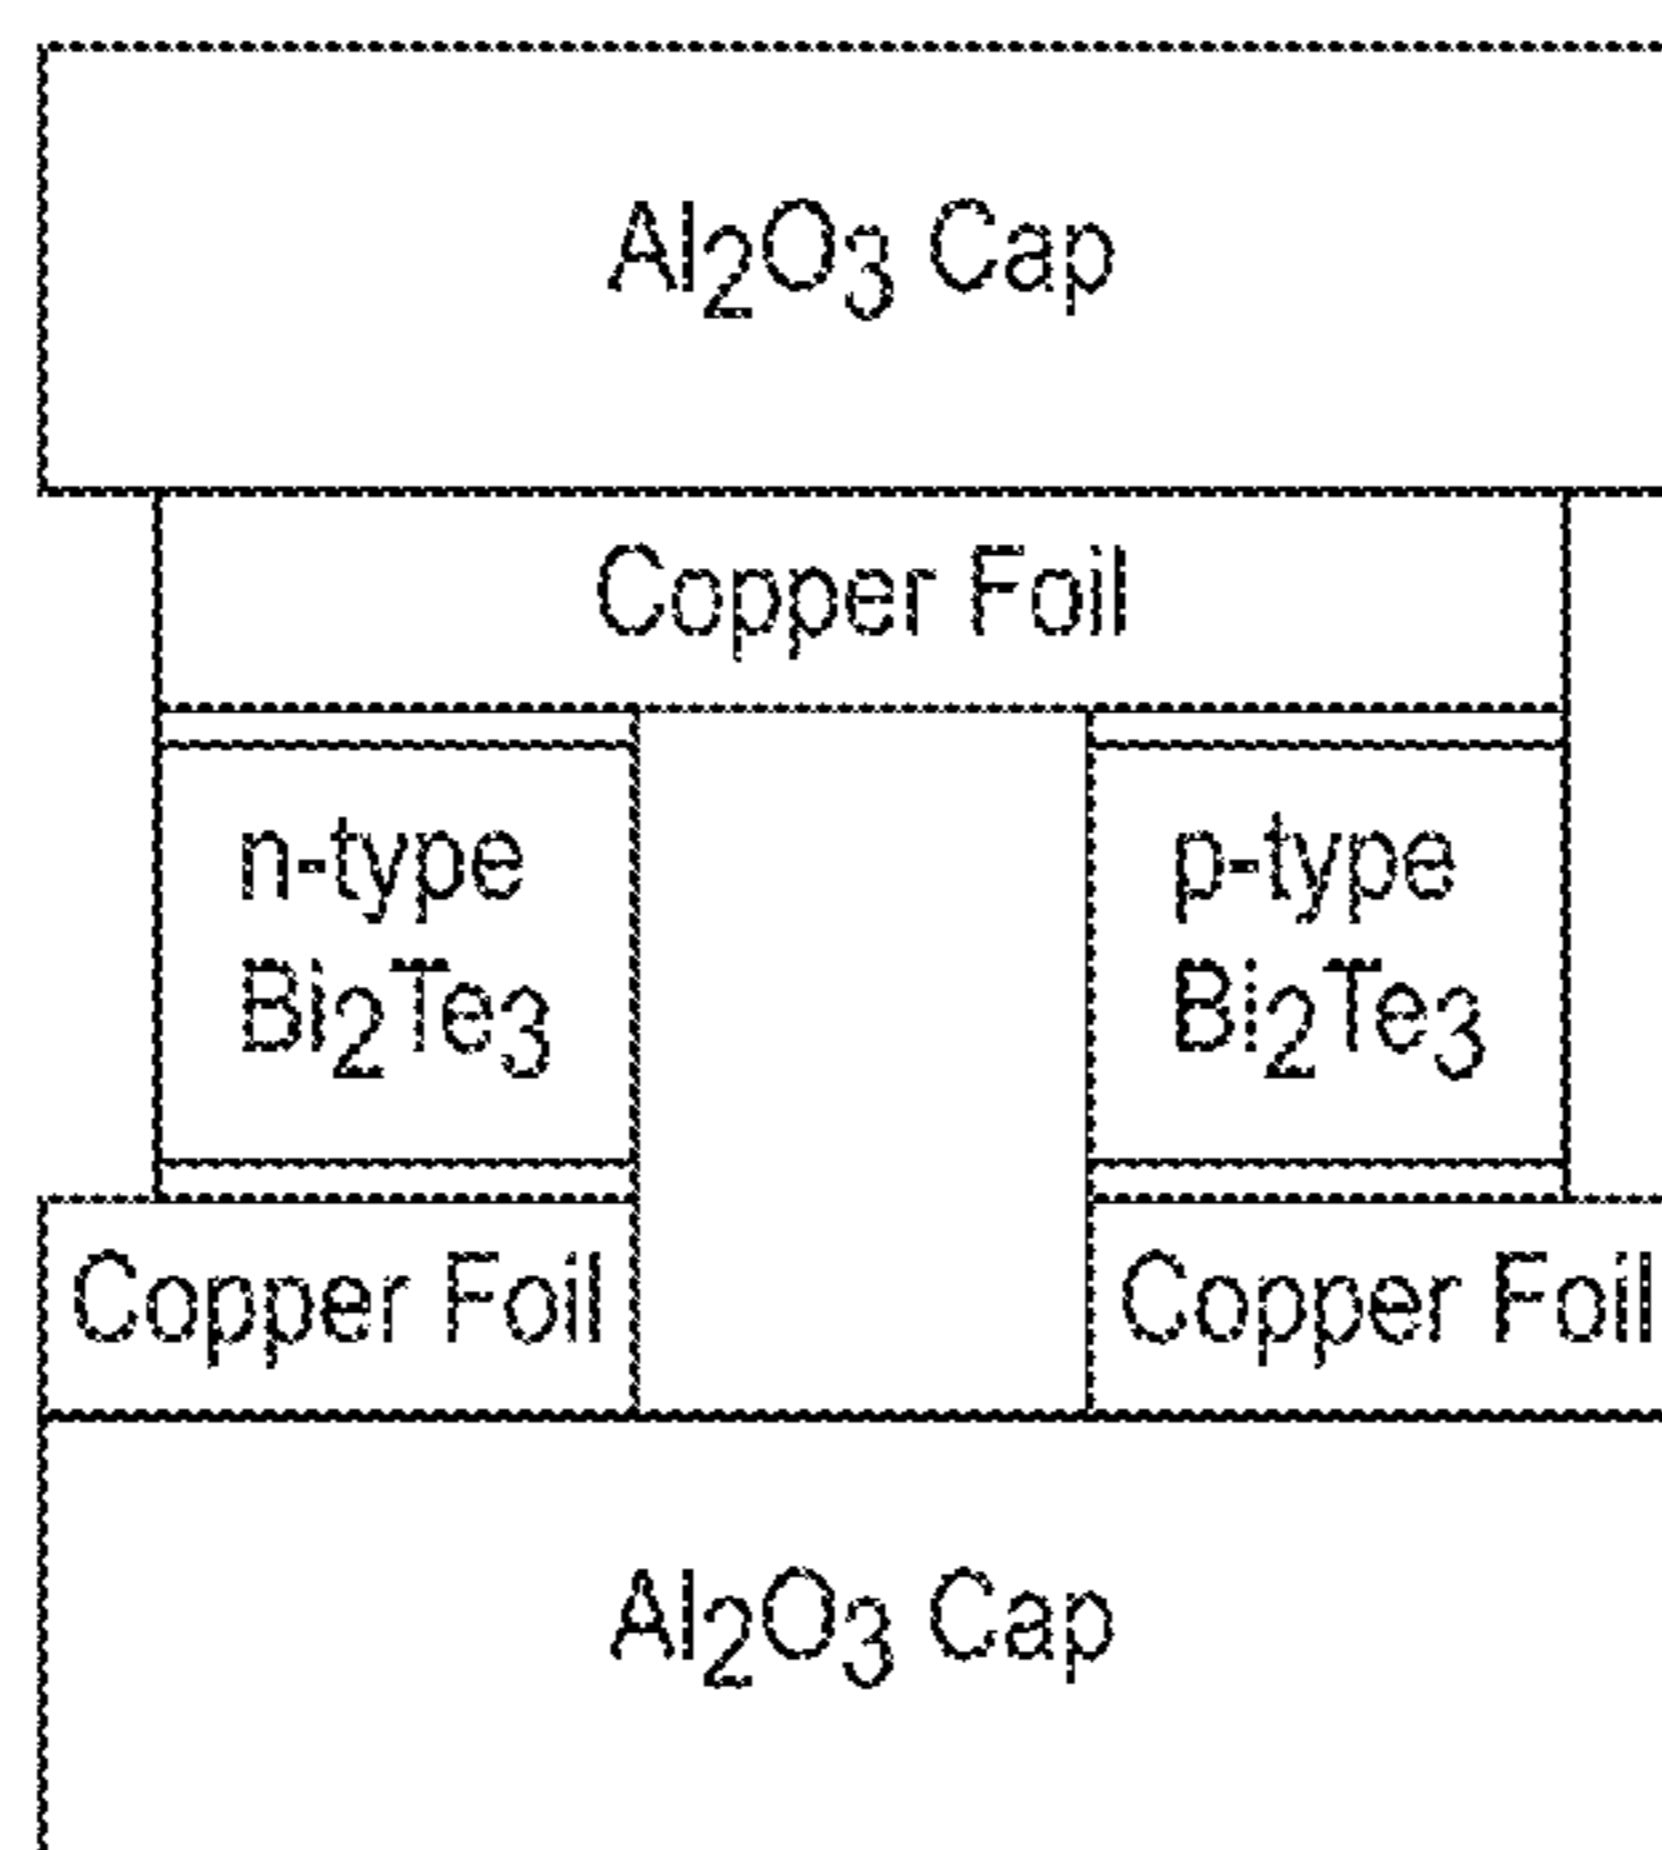 Al₂O₃ Cap
Copper Foil
n-type
Bi₂Te₃
p-type
Bi₂Te₃
Copper Foil
Copper Foil
Al₂O₃ Cap